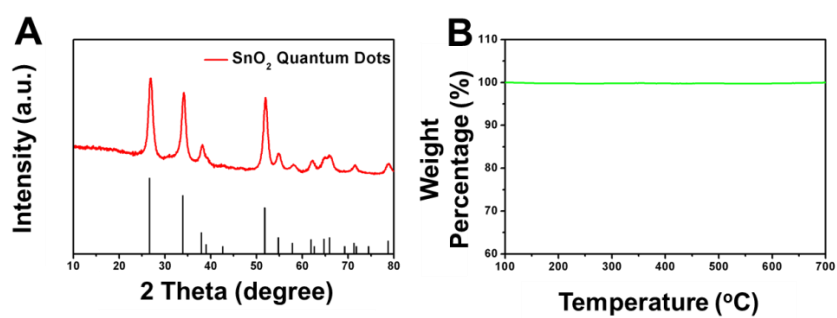 A
SnO2 Quantum Dots
Intensity (a.u.)
10 20 30 40 50 60 70 80
2 Theta (degree)
B
110
100
90
80
70
60
Weight
Percentage (%)
100 200 300 400 500 600 700
Temperature (oC)